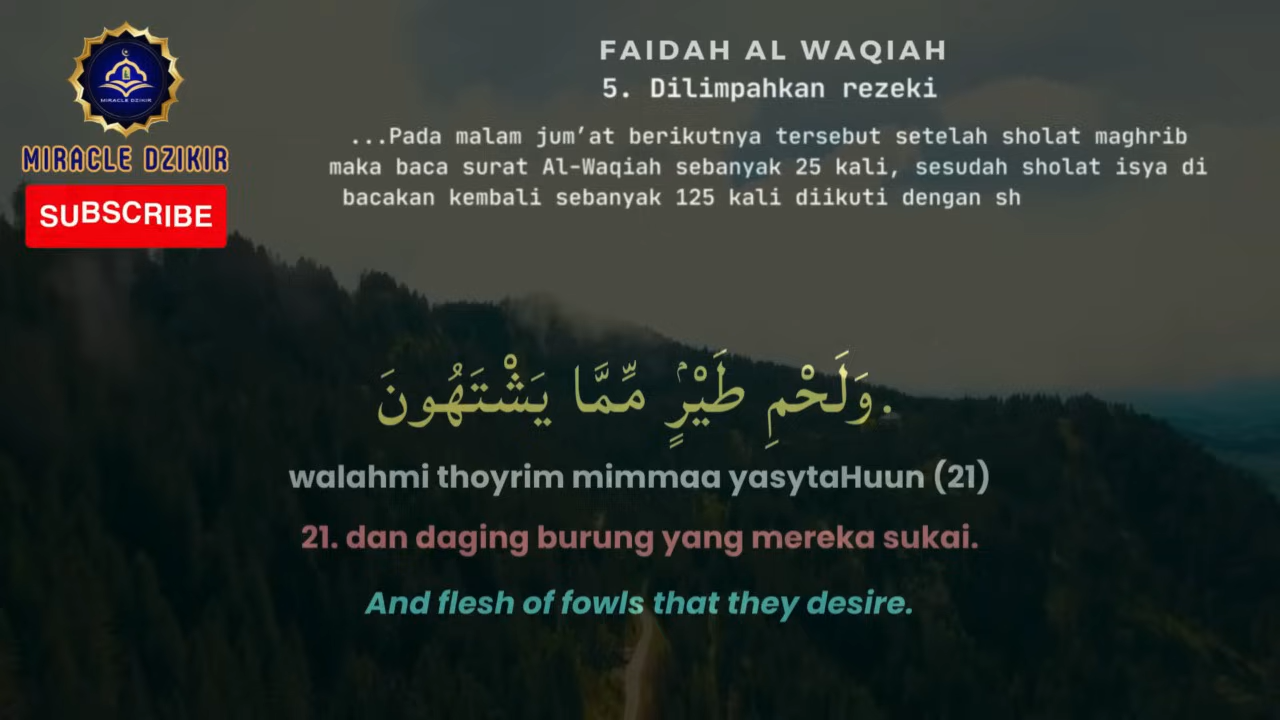 MIRACLE DZIKIR
MIRACLE DZIKIR
SUBSCRIBE
FAIDAH AL WAQIAH
5. Dilimpahkan rezeki
...Pada malam jum’at berikutnya tersebut setelah sholat maghrib
maka baca surat Al-Waqiah sebanyak 25 kali, sesudah sholat isya di
bacakan kembali sebanyak 125 kali diikuti dengan sh
وَلَحْمِ طَيْرٍۢ مِّمَّا يَشْتَهُونَ.
walahmi thoyrim mimmaa yasytaHuun (21)
21. dan daging burung yang mereka sukai.
And flesh of fowls that they desire.